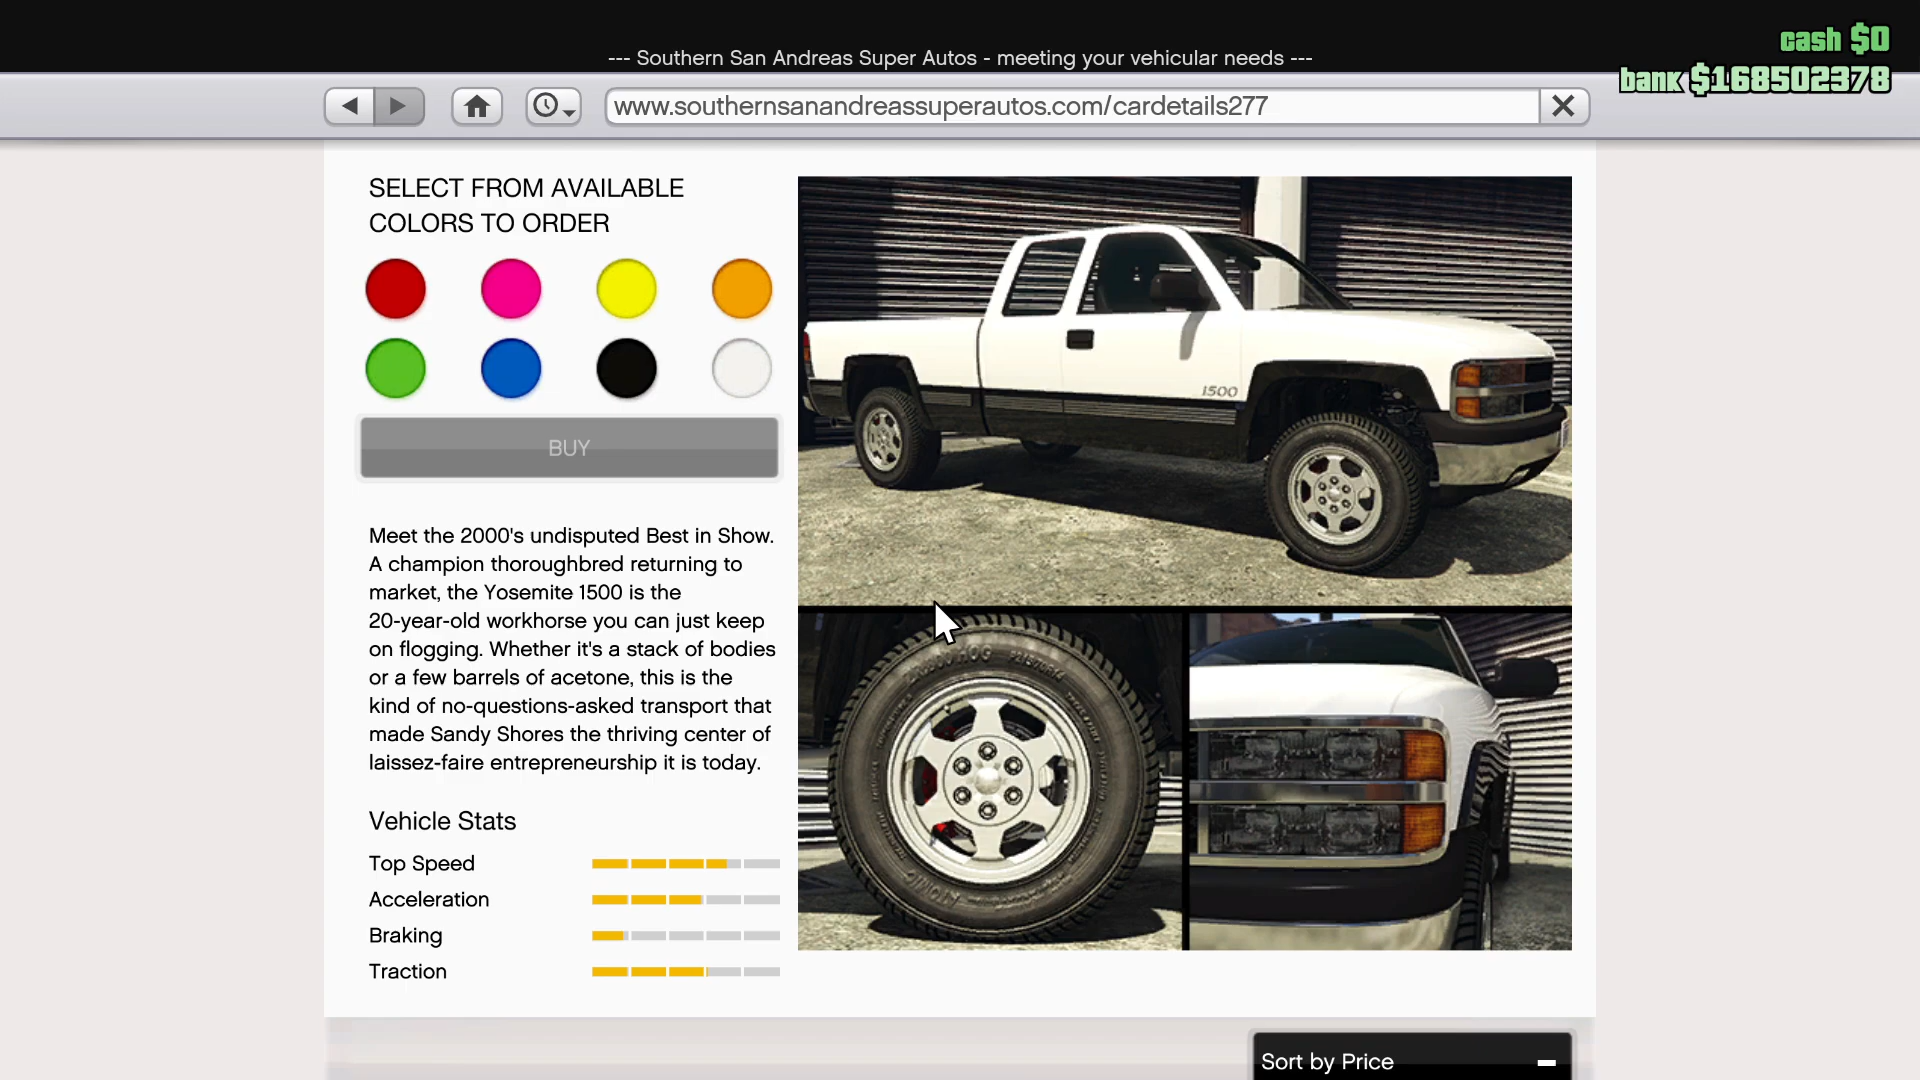 cash $0
--- Southern San Andreas Super Autos - meeting your vehicular needs ---
bank $168502378
www.southernsanandreassuperautos.com/cardetails277
SELECT FROM AVAILABLE
COLORS TO ORDER
BUY
Meet the 2000's undisputed Best in Show.
A champion thoroughbred returning to
market, the Yosemite 1500 is the
20-year-old workhorse you can just keep
on flogging. Whether it's a stack of bodies
or a few barrels of acetone, this is the
kind of no-questions-asked transport that
made Sandy Shores the thriving center of
laissez-faire entrepreneurship it is today.
Vehicle Stats
Top Speed
Acceleration
Braking
Traction
1500
Sort by Price